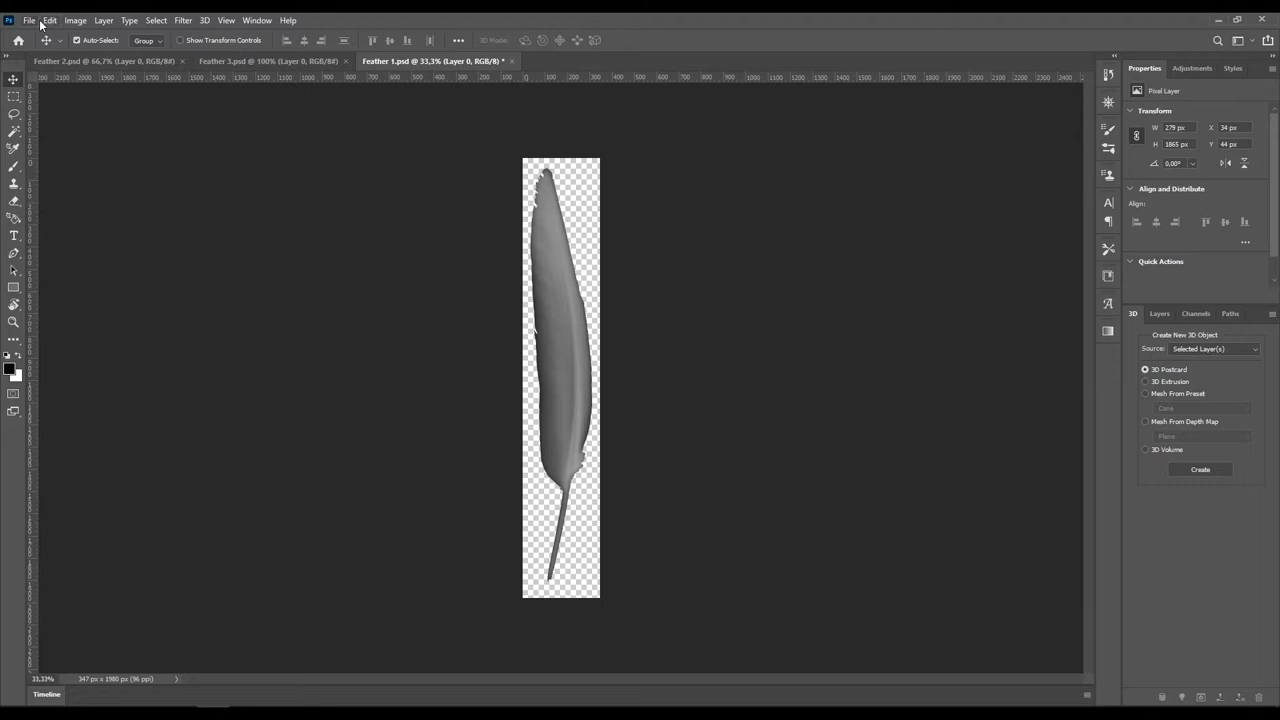 Ps File Edit Image Layer Type Select Filter 3D View Window Help
Auto-Select: Group Show Transform Controls 3D Mode:
Feather 2.psd @ 66,7% (Layer 0, RGB/8#) × Feather 3.psd @ 100% (Layer 0, RGB/8#) × Feather 1.psd @ 33,3% (Layer 0, RGB/8) * ×
Properties Adjustments Styles
Pixel Layer
Transform
W 279 px X 34 px
H 1865 px Y 44 px
0,00°
Align and Distribute
Align:
Quick Actions
3D Layers Channels Paths
Create New 3D Object
Source: Selected Layer(s)
3D Postcard
3D Extrusion
Mesh From Preset
Cone
Mesh From Depth Map
Plane
3D Volume
Create
33,33% 347 px x 1980 px (96 ppi)
Timeline